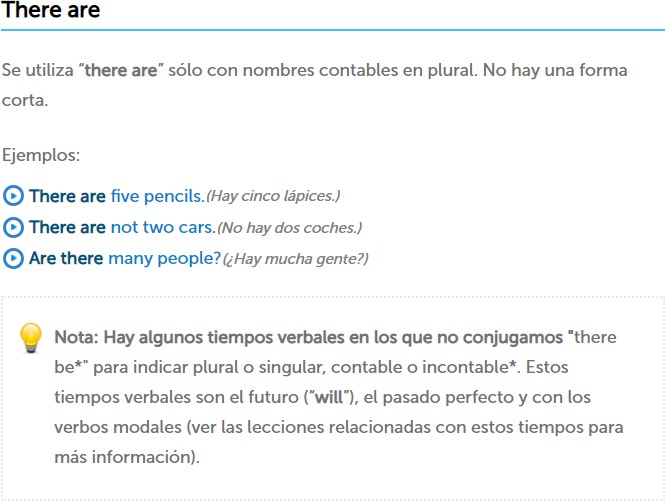 There are
Se utiliza “there are” sólo con nombres contables en plural. No hay una forma
corta.
Ejemplos:
There are five pencils.(Hay cinco lápices.)
There are not two cars.(No hay dos coches.)
Are there many people?(¿Hay mucha gente?)
Nota: Hay algunos tiempos verbales en los que no conjugamos "there
be*" para indicar plural o singular, contable o incontable*. Estos
tiempos verbales son el futuro (“will”), el pasado perfecto y con los
verbos modales (ver las lecciones relacionadas con estos tiempos para
más información).